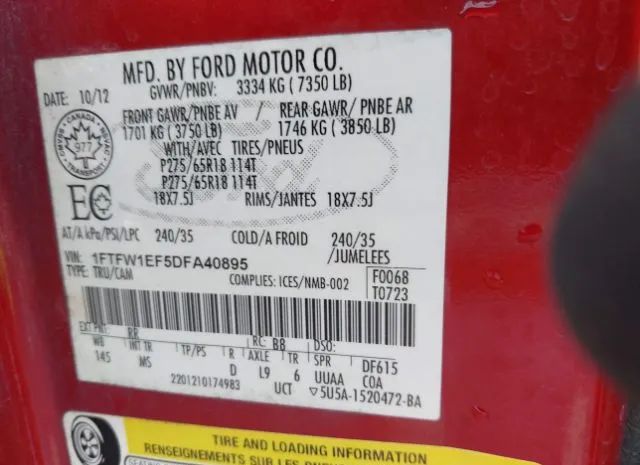 MFD. BY FORD MOTOR CO.
DATE: 10/12
GVWR/PNBV: 3334 KG (7350 LB)
FRONT GAWR/PNBE AV / REAR GAWR/ PNBE AR
1701 KG (3750 LB) 1746 KG (3850 LB)
WITH/AVEC TIRES/PNEUS
P275/65R18 114T
P275/65R18 114T
18X7.5J RIMS/JANTES 18X7.5J
CANADA
977
TRANSPORT
EC
AT/A kPa/PSI/LPC 240/35 COLD/A FROID 240/35
/JUMELEES
VIN: 1FTFW1EF5DFA40895
TYPE: TRU/CAM
COMPLIES: ICES/NMB-002
F0068
T0723
EXT PNT: RR RC: BB DSO:
WB INT TR TP/PS R AXLE TR SPR DF615
145 MS D L9 6 UUAA COA
2201210174983 UCT ▽5U5A-1520472-BA
TIRE AND LOADING INFORMATION
RENSEIGNEMENTS SUR LES